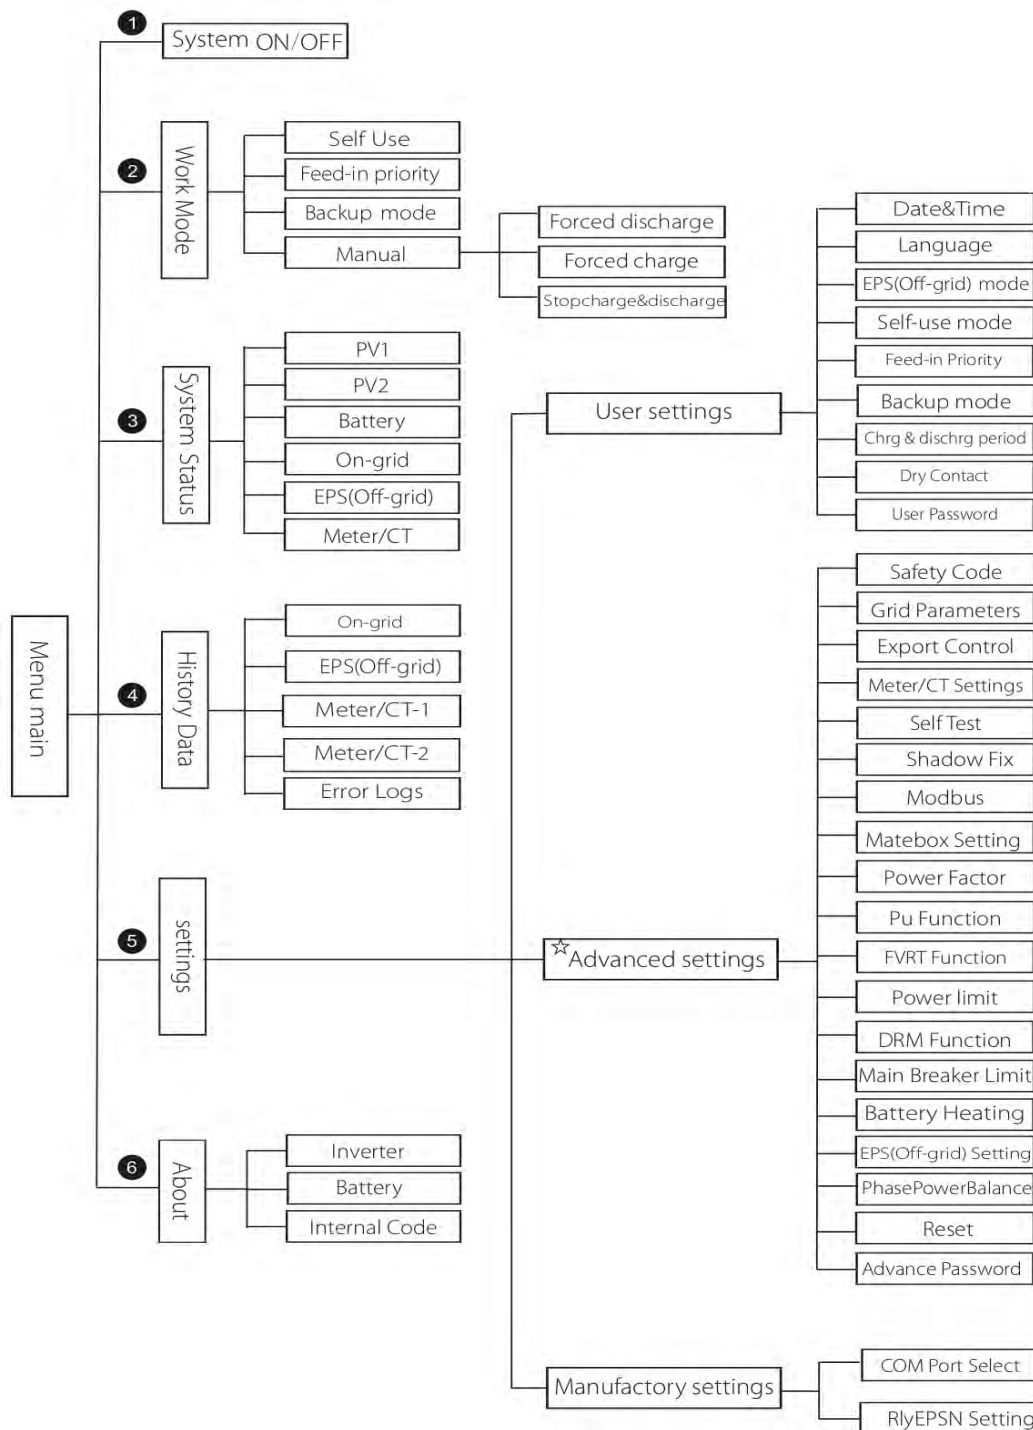 Menu main
1
System ON/OFF
2
Work Mode
Self Use
Feed-in priority
Backup mode
Manual
Forced discharge
Forced charge
Stopcharge&discharge
3
System Status
PV1
PV2
Battery
On-grid
EPS(Off-grid)
Meter/CT
4
History Data
On-grid
EPS(Off-grid)
Meter/CT-1
Meter/CT-2
Error Logs
5
settings
User settings
Date&Time
Language
EPS(Off-grid) mode
Self-use mode
Feed-in Priority
Backup mode
Chrg & dischrg period
Dry Contact
User Password
☆Advanced settings
Safety Code
Grid Parameters
Export Control
Meter/CT Settings
Self Test
Shadow Fix
Modbus
Matebox Setting
Power Factor
Pu Function
FVRT Function
Power limit
DRM Function
Main Breaker Limit
Battery Heating
EPS(Off-grid) Setting
PhasePowerBalance
Reset
Advance Password
Manufactory settings
COM Port Select
RlyEPSN Setting
6
About
Inverter
Battery
Internal Code